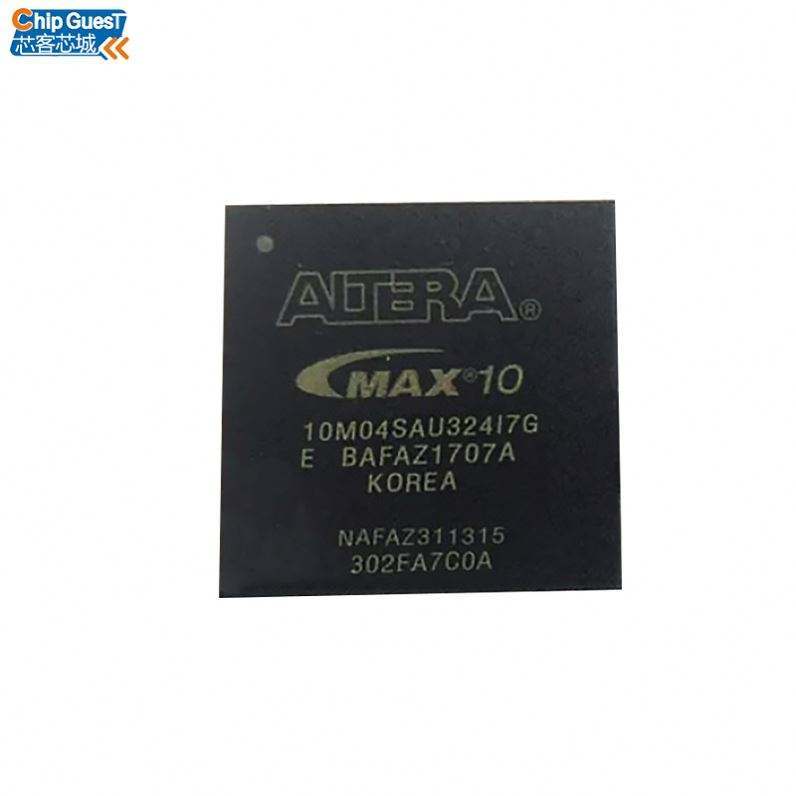 Chip GuesT
芯客芯城
ALTERA®
MAX®10
10M04SAU324I7G
E BAFAZ1707A
KOREA
NAFAZ311315
302FA7C0A